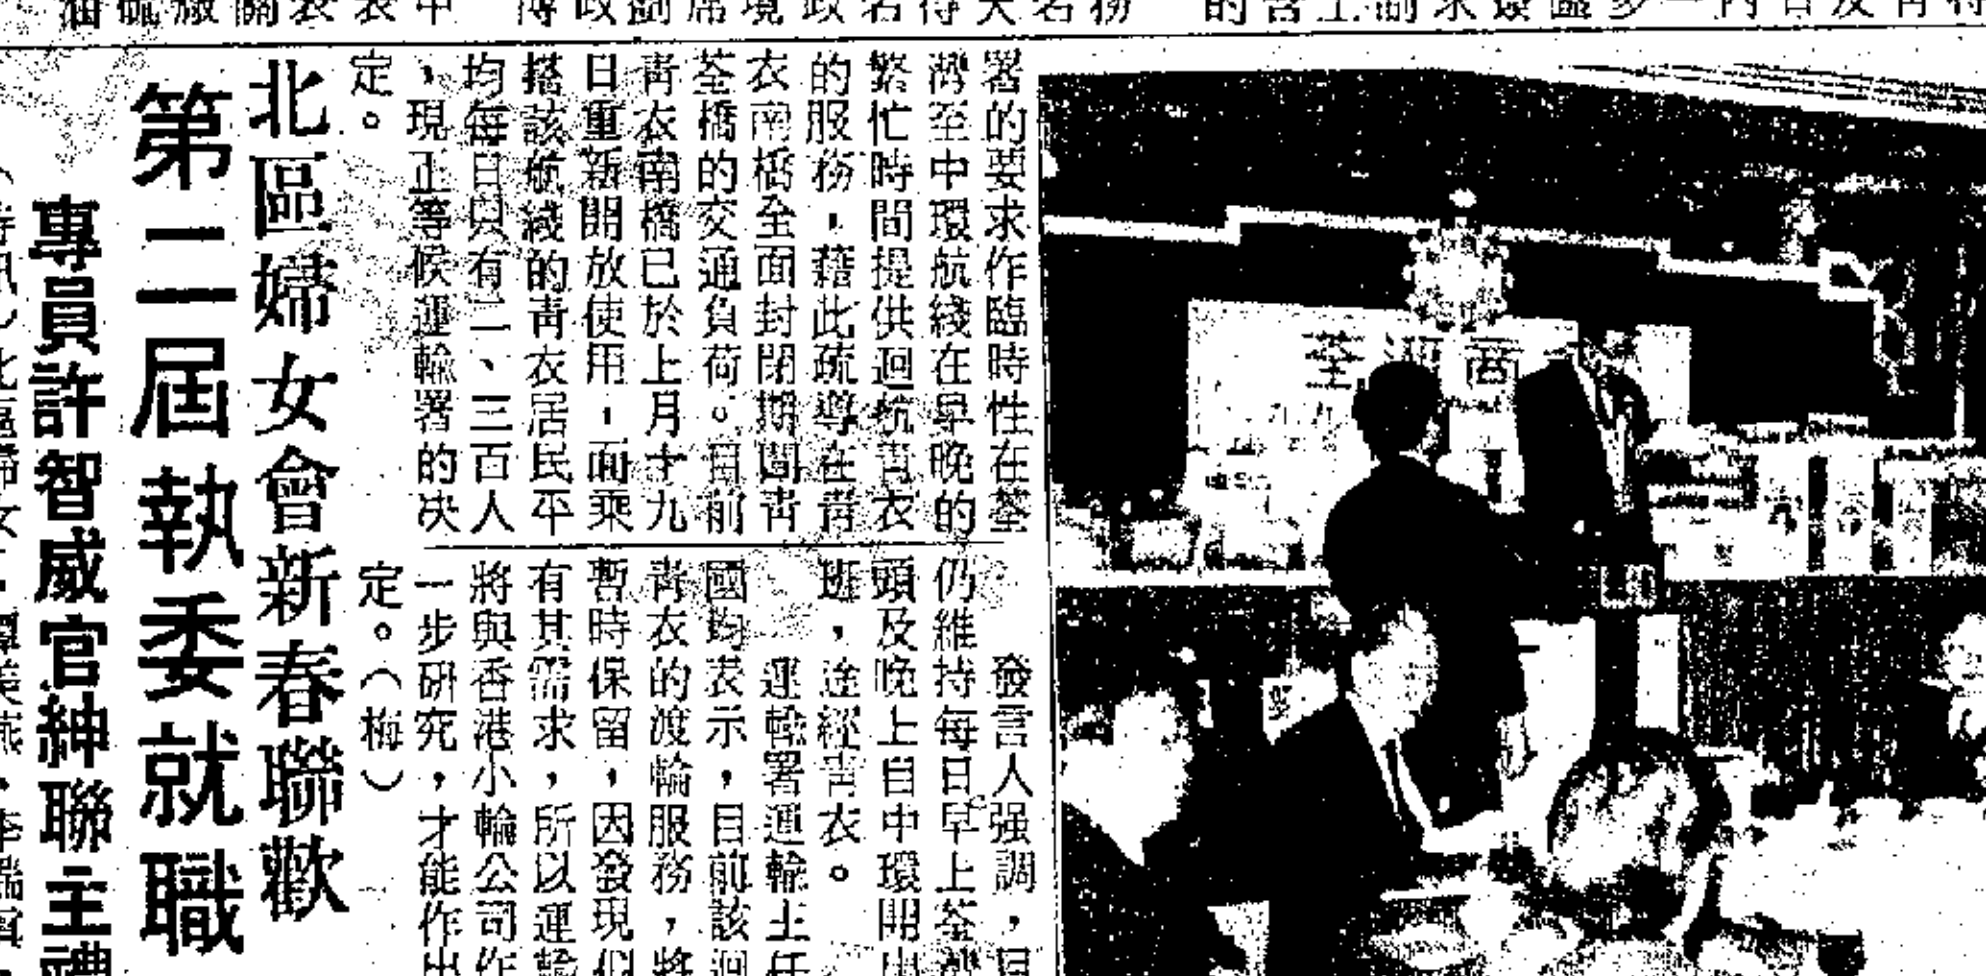 署的要求作臨時性在荃
灣至中環航綫在早晚的
繁忙時間提供迴航青衣
的服務，藉此疏導在青
衣南橋全面封閉期間青
荃橋的交通負荷。目前
青衣南橋已於上月廿九
日重新開放使用，而乘
搭該航綫的青衣居民平
均每日只有二、三百人
，現正等候運輸署的决
定。
發言人强調，目
仍維持每日早上荃灣
頭及晚上自中環開出
班，途經青衣。
運輸署運輸主任
國均表示，目前該迴
青衣的渡輪服務，將
暫時保留，因發現仍
有其需求，所以運輸
將與香港小輪公司作
一步研究，才能作出
定。（梅）
北區婦女會新春聯歡
第二屆執委就職
專員許智威官紳聯主禮
荃灣商